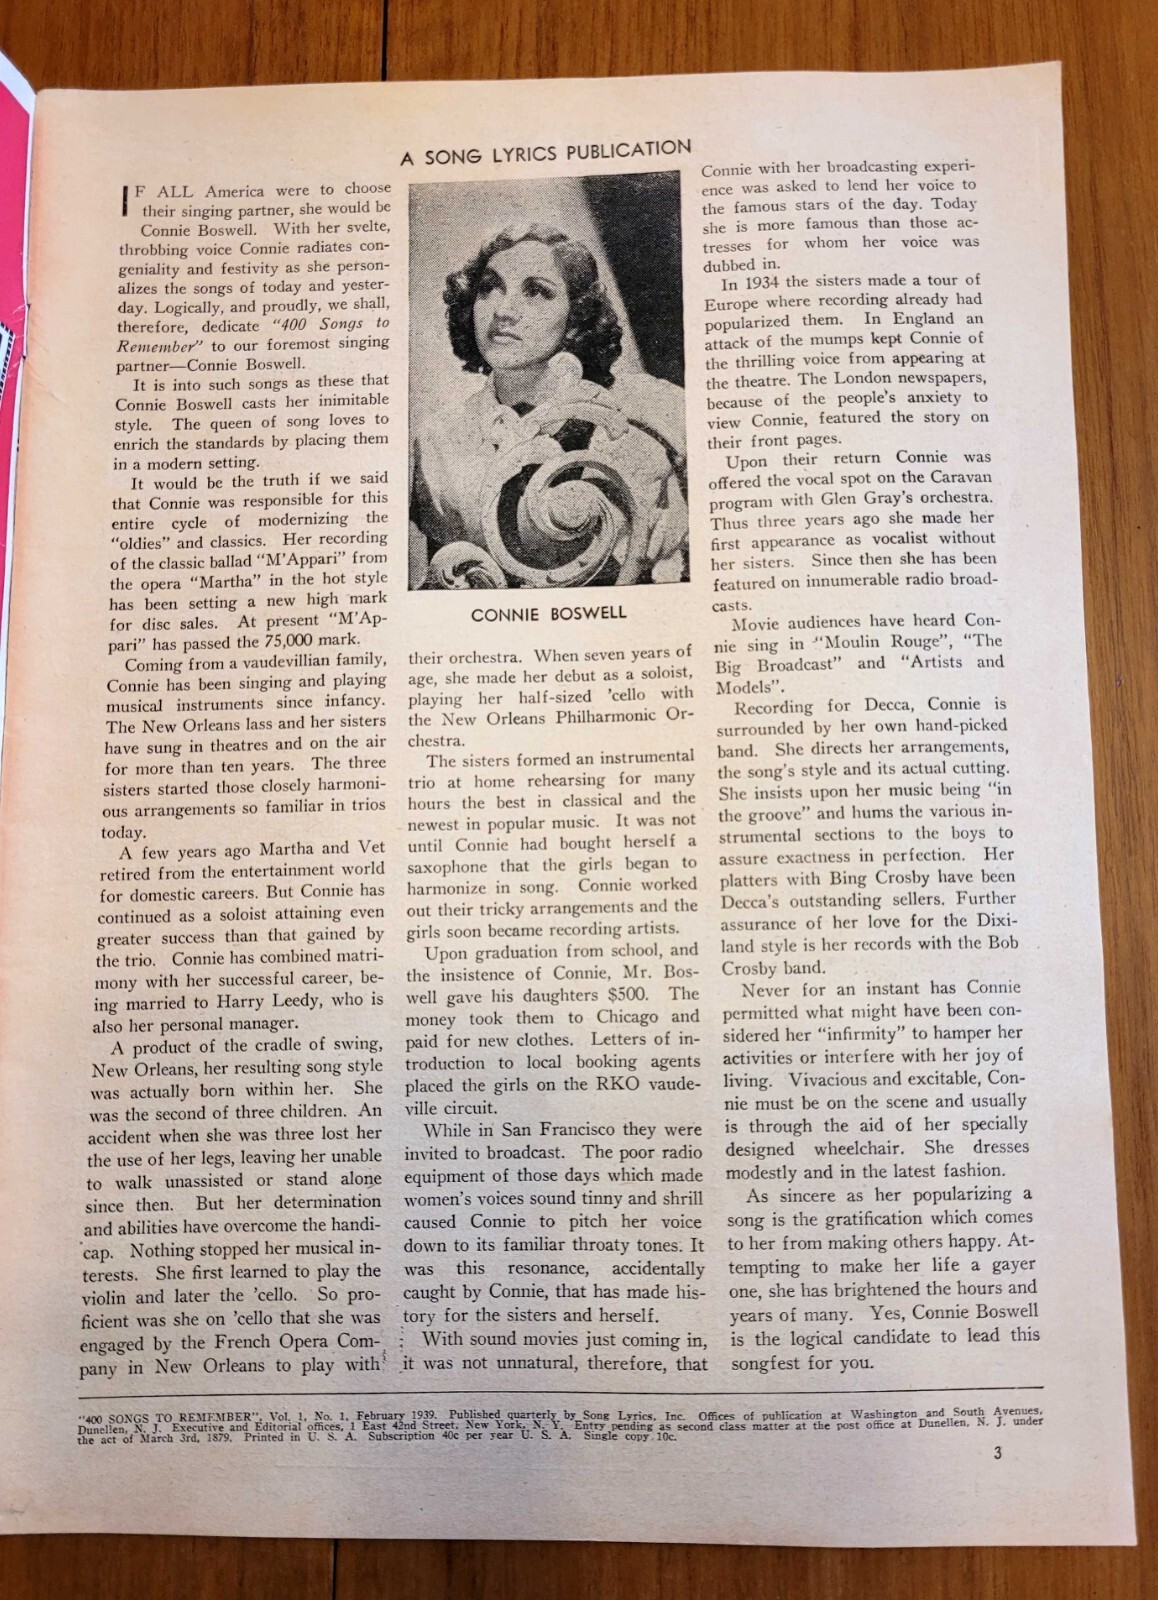 A SONG LYRICS PUBLICATION
IF ALL America were to choose
their singing partner, she would be
Connie Boswell. With her svelte,
throbbing voice Connie radiates con-
geniality and festivity as she person-
alizes the songs of today and yester-
day. Logically, and proudly, we shall,
therefore, dedicate "400 Songs to
Remember" to our foremost singing
partner—Connie Boswell.
It is into such songs as these that
Connie Boswell casts her inimitable
style. The queen of song loves to
enrich the standards by placing them
in a modern setting.
It would be the truth if we said
that Connie was responsible for this
entire cycle of modernizing the
"oldies" and classics. Her recording
of the classic ballad "M'Appari" from
the opera "Martha" in the hot style
has been setting a new high mark
for disc sales. At present "M'Ap-
pari" has passed the 75,000 mark.
Coming from a vaudevillian family,
Connie has been singing and playing
musical instruments since infancy.
The New Orleans lass and her sisters
have sung in theatres and on the air
for more than ten years. The three
sisters started those closely harmoni-
ous arrangements so familiar in trios
today.
A few years ago Martha and Vet
retired from the entertainment world
for domestic careers. But Connie has
continued as a soloist attaining even
greater success than that gained by
the trio. Connie has combined matri-
mony with her successful career, be-
ing married to Harry Leedy, who is
also her personal manager.
A product of the cradle of swing,
New Orleans, her resulting song style
was actually born within her. She
was the second of three children. An
accident when she was three lost her
the use of her legs, leaving her unable
to walk unassisted or stand alone
since then. But her determination
and abilities have overcome the handi-
cap. Nothing stopped her musical in-
terests. She first learned to play the
violin and later the 'cello. So pro-
ficient was she on 'cello that she was
engaged by the French Opera Com-
pany in New Orleans to play with
CONNIE BOSWELL
their orchestra. When seven years of
age, she made her debut as a soloist,
playing her half-sized 'cello with
the New Orleans Philharmonic Or-
chestra.
The sisters formed an instrumental
trio at home rehearsing for many
hours the best in classical and the
newest in popular music. It was not
until Connie had bought herself a
saxophone that the girls began to
harmonize in song. Connie worked
out their tricky arrangements and the
girls soon became recording artists.
Upon graduation from school, and
the insistence of Connie, Mr. Bos-
well gave his daughters $500. The
money took them to Chicago and
paid for new clothes. Letters of in-
troduction to local booking agents
placed the girls on the RKO vaude-
ville circuit.
While in San Francisco they were
invited to broadcast. The poor radio
equipment of those days which made
women's voices sound tinny and shrill
caused Connie to pitch her voice
down to its familiar throaty tones. It
was this resonance, accidentally
caught by Connie, that has made his-
tory for the sisters and herself.
With sound movies just coming in,
it was not unnatural, therefore, that
Connie with her broadcasting experi-
ence was asked to lend her voice to
the famous stars of the day. Today
she is more famous than those ac-
tresses for whom her voice was
dubbed in.
In 1934 the sisters made a tour of
Europe where recording already had
popularized them. In England an
attack of the mumps kept Connie of
the thrilling voice from appearing at
the theatre. The London newspapers,
because of the people's anxiety to
view Connie, featured the story on
their front pages.
Upon their return Connie was
offered the vocal spot on the Caravan
program with Glen Gray's orchestra.
Thus three years ago she made her
first appearance as vocalist without
her sisters. Since then she has been
featured on innumerable radio broad-
casts.
Movie audiences have heard Con-
nie sing in "Moulin Rouge", "The
Big Broadcast" and "Artists and
Models".
Recording for Decca, Connie is
surrounded by her own hand-picked
band. She directs her arrangements,
the song's style and its actual cutting.
She insists upon her music being "in
the groove" and hums the various in-
strumental sections to the boys to
assure exactness in perfection. Her
platters with Bing Crosby have been
Decca's outstanding sellers. Further
assurance of her love for the Dixi-
land style is her records with the Bob
Crosby band.
Never for an instant has Connie
permitted what might have been con-
sidered her "infirmity" to hamper her
activities or interfere with her joy of
living. Vivacious and excitable, Con-
nie must be on the scene and usually
is through the aid of her specially
designed wheelchair. She dresses
modestly and in the latest fashion.
As sincere as her popularizing a
song is the gratification which comes
to her from making others happy. At-
tempting to make her life a gayer
one, she has brightened the hours and
years of many. Yes, Connie Boswell
is the logical candidate to lead this
songfest for you.
"400 SONGS TO REMEMBER", Vol. 1, No. 1, February 1939. Published quarterly by Song Lyrics, Inc. Offices of publication at Washington and South Avenues,
Dunellen, N. J. Executive and Editorial offices, 1 East 42nd Street, New York, N. Y. Entry pending as second class matter at the post office at Dunellen, N. J. under
the act of March 3rd, 1879. Printed in U. S. A. Subscription 40c per year U. S. A. Single copy 10c.
3